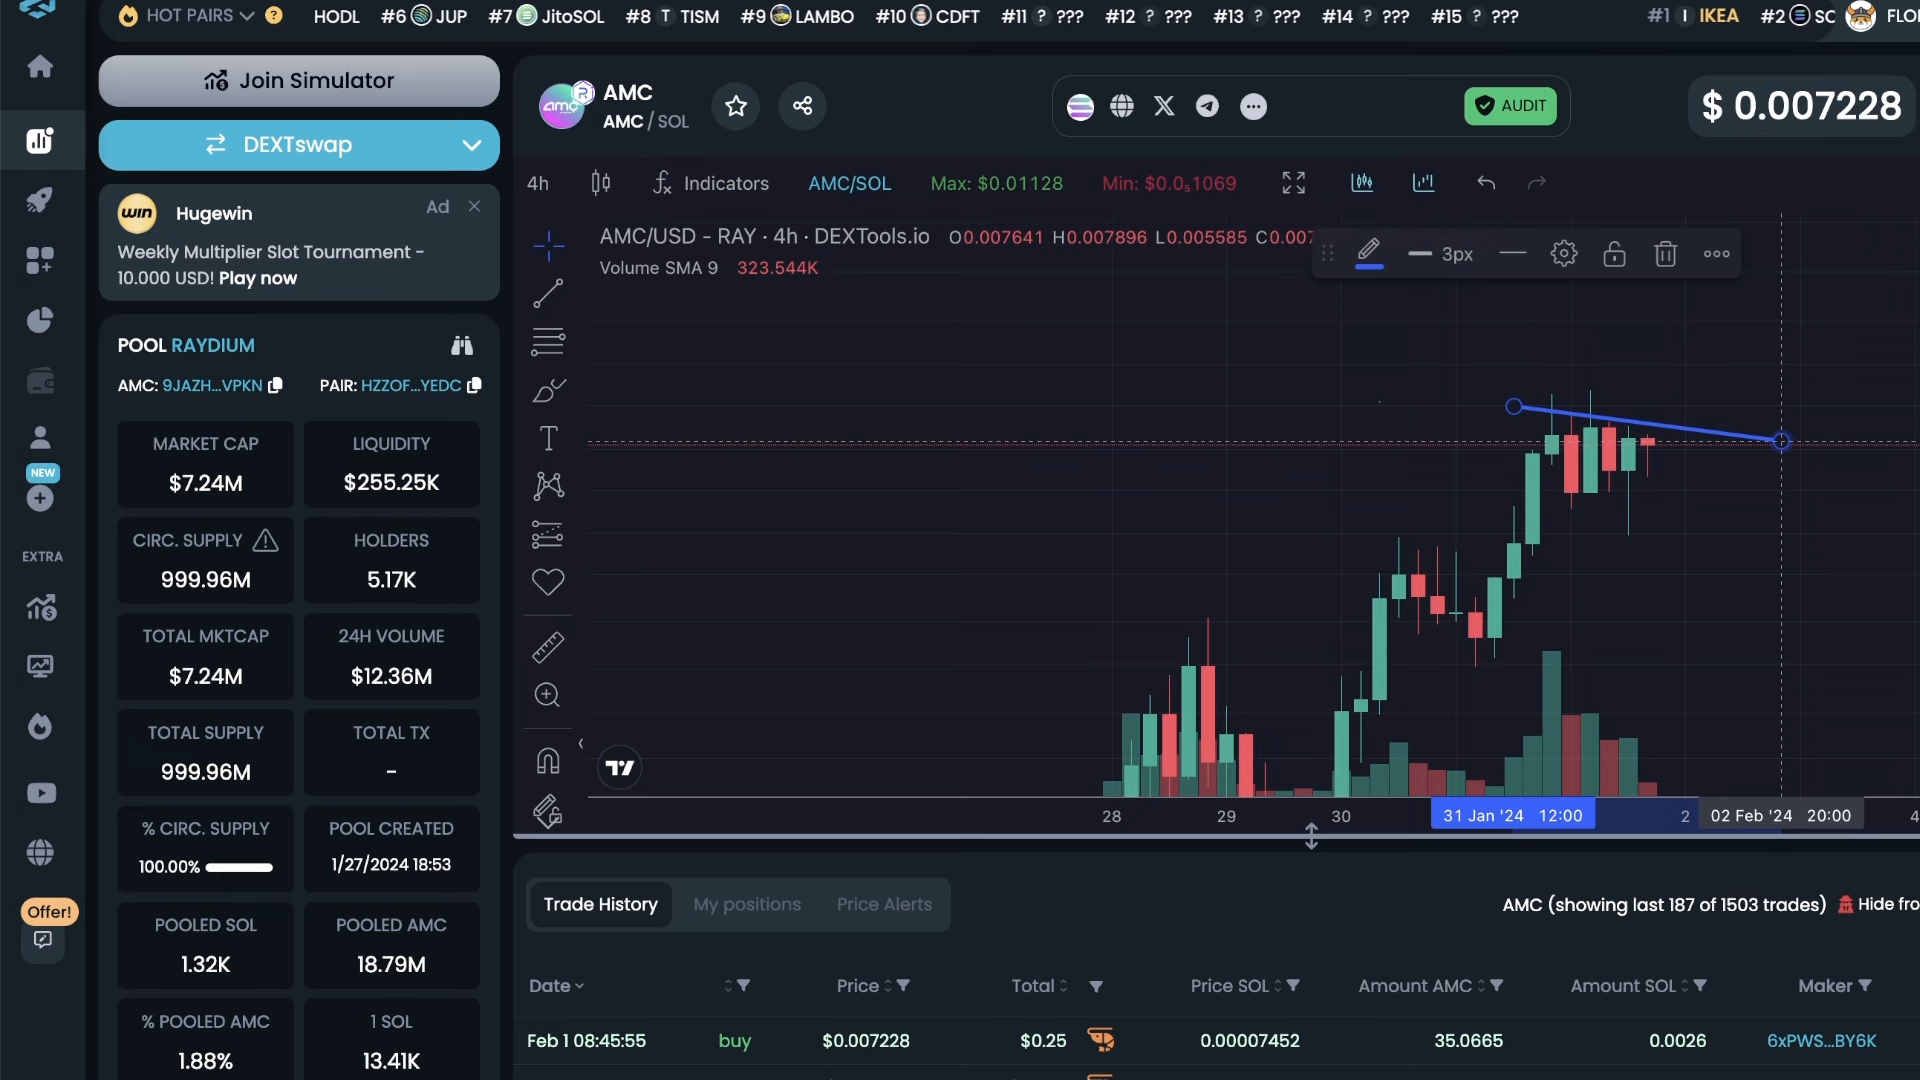 HOT PAIRS ? HODL #6 JUP #7 JitoSOL #8 T TISM #9 LAMBO #10 CDFT #11 ? ??? #12 ? ??? #13 ? ??? #14 ? ??? #15 ? ??? #1 I IKEA #2 SC FLO
Join Simulator
DEXTswap
win Hugewin Ad
Weekly Multiplier Slot Tournament -
10.000 USD! Play now
POOL RAYDIUM
AMC: 9JAZH...VPKN PAIR: HZZOF...YEDC
MARKET CAP LIQUIDITY
$7.24M $255.25K
CIRC. SUPPLY HOLDERS
999.96M 5.17K
TOTAL MKTCAP 24H VOLUME
$7.24M $12.36M
TOTAL SUPPLY TOTAL TX
999.96M -
% CIRC. SUPPLY POOL CREATED
100.00% 1/27/2024 18:53
POOLED SOL POOLED AMC
1.32K 18.79M
% POOLED AMC 1 SOL
1.88% 13.41K
NEW
EXTRA
Offer!
amc R AMC
AMC / SOL
AUDIT
$ 0.007228
4h fx Indicators AMC/SOL Max: $0.01128 Min: $0.0₅1069
AMC/USD - RAY · 4h · DEXTools.io O0.007641 H0.007896 L0.005585 C0.007
3px
Volume SMA 9 323.544K
28 29 30 31 Jan '24 12:00 2 02 Feb '24 20:00 4
Trade History My positions Price Alerts
AMC (showing last 187 of 1503 trades) Hide fro
Date Price Total Price SOL Amount AMC Amount SOL Maker
Feb 1 08:45:55 buy $0.007228 $0.25 0.00007452 35.0665 0.0026 6xPWS...BY6K